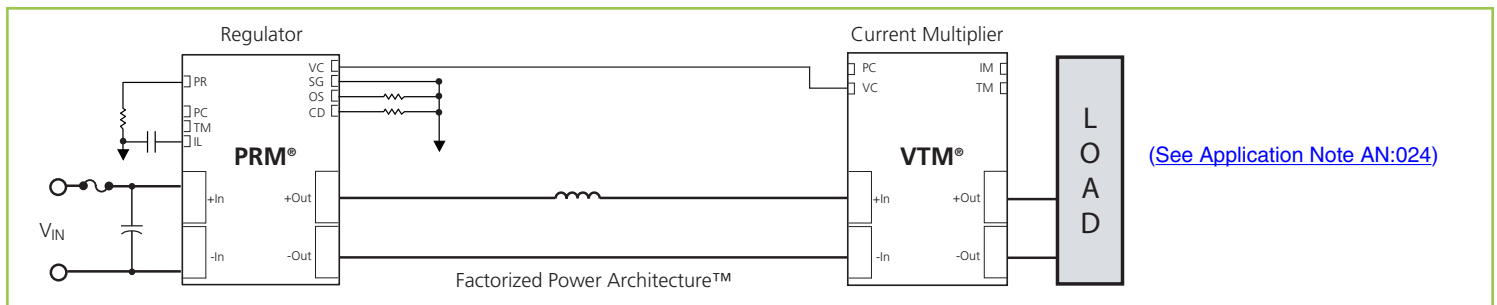 Regulator
Current Multiplier
PR
PC
TM
IL
VC
SG
OS
CD
PRM®
+In
-In
+Out
-Out
VIN
Factorized Power Architecture™
PC
VC
IM
TM
VTM®
+In
-In
+Out
-Out
LOAD
(See Application Note AN:024)